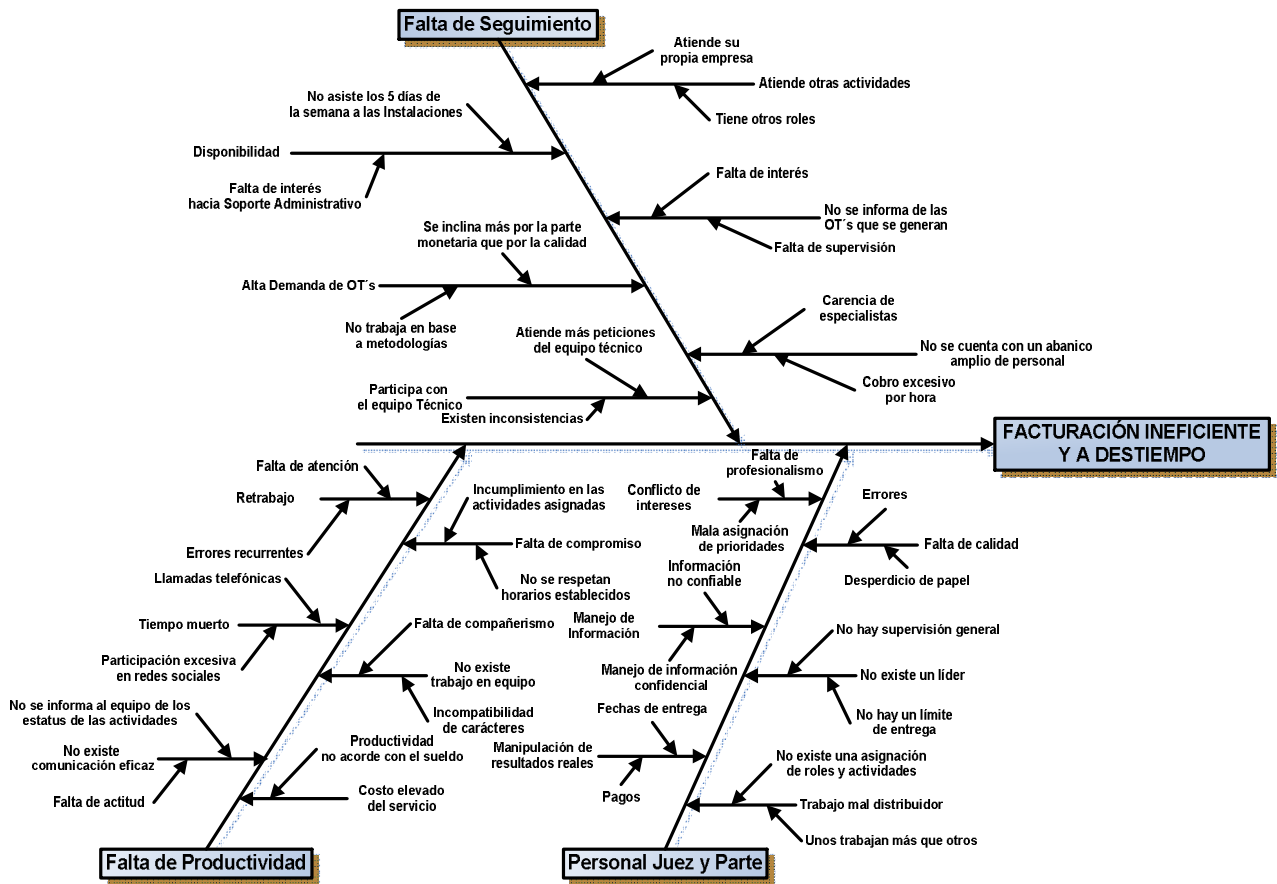 Falta de Seguimiento
Atiende su
propia empresa
Atiende otras actividades
Tiene otros roles
No asiste los 5 días de
la semana a las Instalaciones
Disponibilidad
Falta de interés
hacia Soporte Administrativo
Falta de interés
No se informa de las
OT´s que se generan
Falta de supervisión
Se inclina más por la parte
monetaria que por la calidad
Alta Demanda de OT´s
No trabaja en base
a metodologías
Carencia de
especialistas
No se cuenta con un abanico
amplio de personal
Cobro excesivo
por hora
Atiende más peticiones
del equipo técnico
Participa con
el equipo Técnico
Existen inconsistencias
FACTURACIÓN INEFICIENTE
Y A DESTIEMPO
Falta de atención
Retrabajo
Errores recurrentes
Incumplimiento en las
actividades asignadas
Falta de compromiso
No se respetan
horarios establecidos
Llamadas telefónicas
Tiempo muerto
Participación excesiva
en redes sociales
Falta de compañerismo
No existe
trabajo en equipo
Incompatibilidad
de carácteres
No se informa al equipo de los
estatus de las actividades
No existe
comunicación eficaz
Falta de actitud
Productividad
no acorde con el sueldo
Costo elevado
del servicio
Falta de Productividad
Falta de
profesionalismo
Conflicto de
intereses
Mala asignación
de prioridades
Errores
Falta de calidad
Desperdicio de papel
Información
no confiable
Manejo de
Información
Manejo de información
confidencial
No hay supervisión general
No existe un líder
No hay un límite
de entrega
Fechas de entrega
Manipulación de
resultados reales
Pagos
No existe una asignación
de roles y actividades
Trabajo mal distribuidor
Unos trabajan más que otros
Personal Juez y Parte